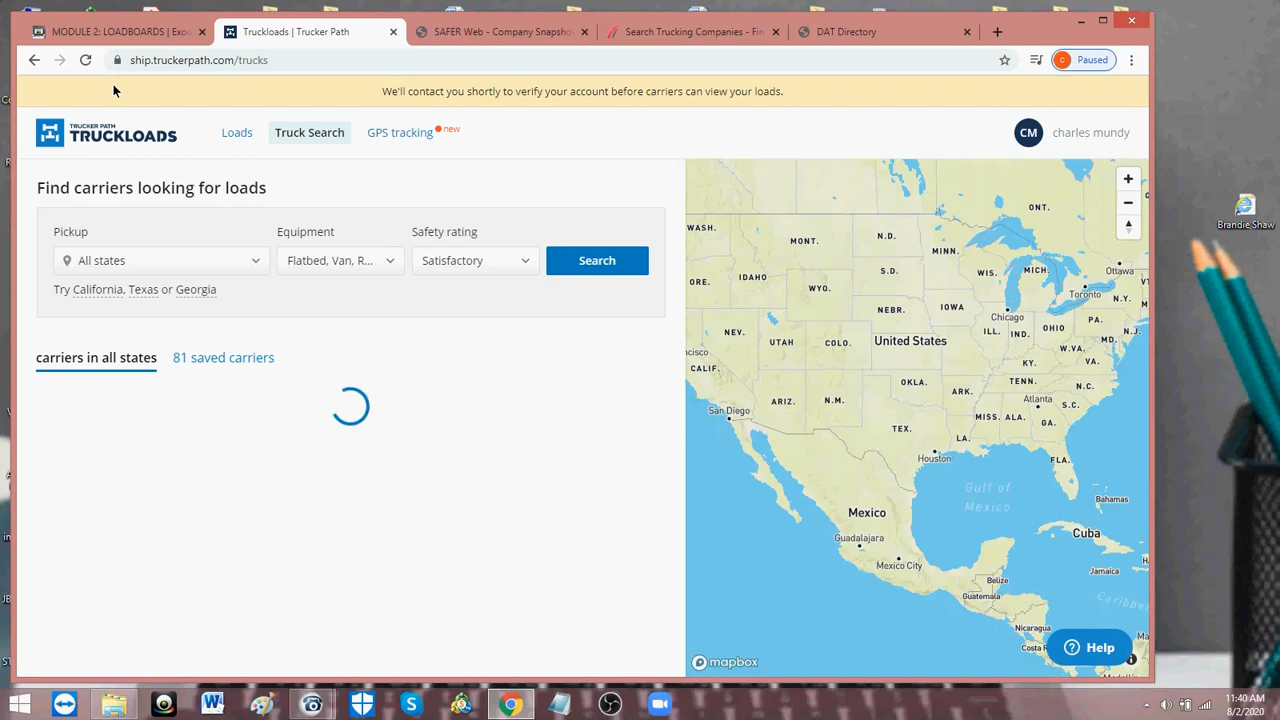 MODULE 2: LOADBOARDS | Exo
Truckloads | Trucker Path
SAFER Web - Company Snapsho
Search Trucking Companies - Fin
DAT Directory
ship.truckerpath.com/trucks
Paused
We'll contact you shortly to verify your account before carriers can view your loads.
TRUCKER PATH
TRUCKLOADS
Loads
Truck Search
GPS tracking
new
CM
charles mundy
Find carriers looking for loads
Pickup
Equipment
Safety rating
All states
Flatbed, Van, R...
Satisfactory
Search
Try California, Texas or Georgia
carriers in all states
81 saved carriers
ONT.
WASH.
MONT.
N.D.
MINN.
Ottawa
ORE.
IDAHO
S.D.
WIS.
MICH.
WYO.
Toronto
N.Y.
IOWA
Chicago
NEBR.
PA.
NEV.
UTAH
COLO.
United States
ILL.
IND.
OHIO
N.J.
MD.
cisco
W.VA.
KY.
VA.
CALIF.
OKLA.
TENN.
N.C.
ARIZ.
N.M.
ARK.
Atlanta
San Diego
MISS.
ALA.
S.C.
GA.
TEX.
LA.
Houston
FLA.
Gulf of
Mexico
Bahamas
Mexico
Cuba
Guadalajara
Mexico City
Jamaica
Belize
Guatemala
Caribbe
Nicaragua
Costa R
Help
mapbox
Brandie Shaw
11:40 AM
8/2/2020